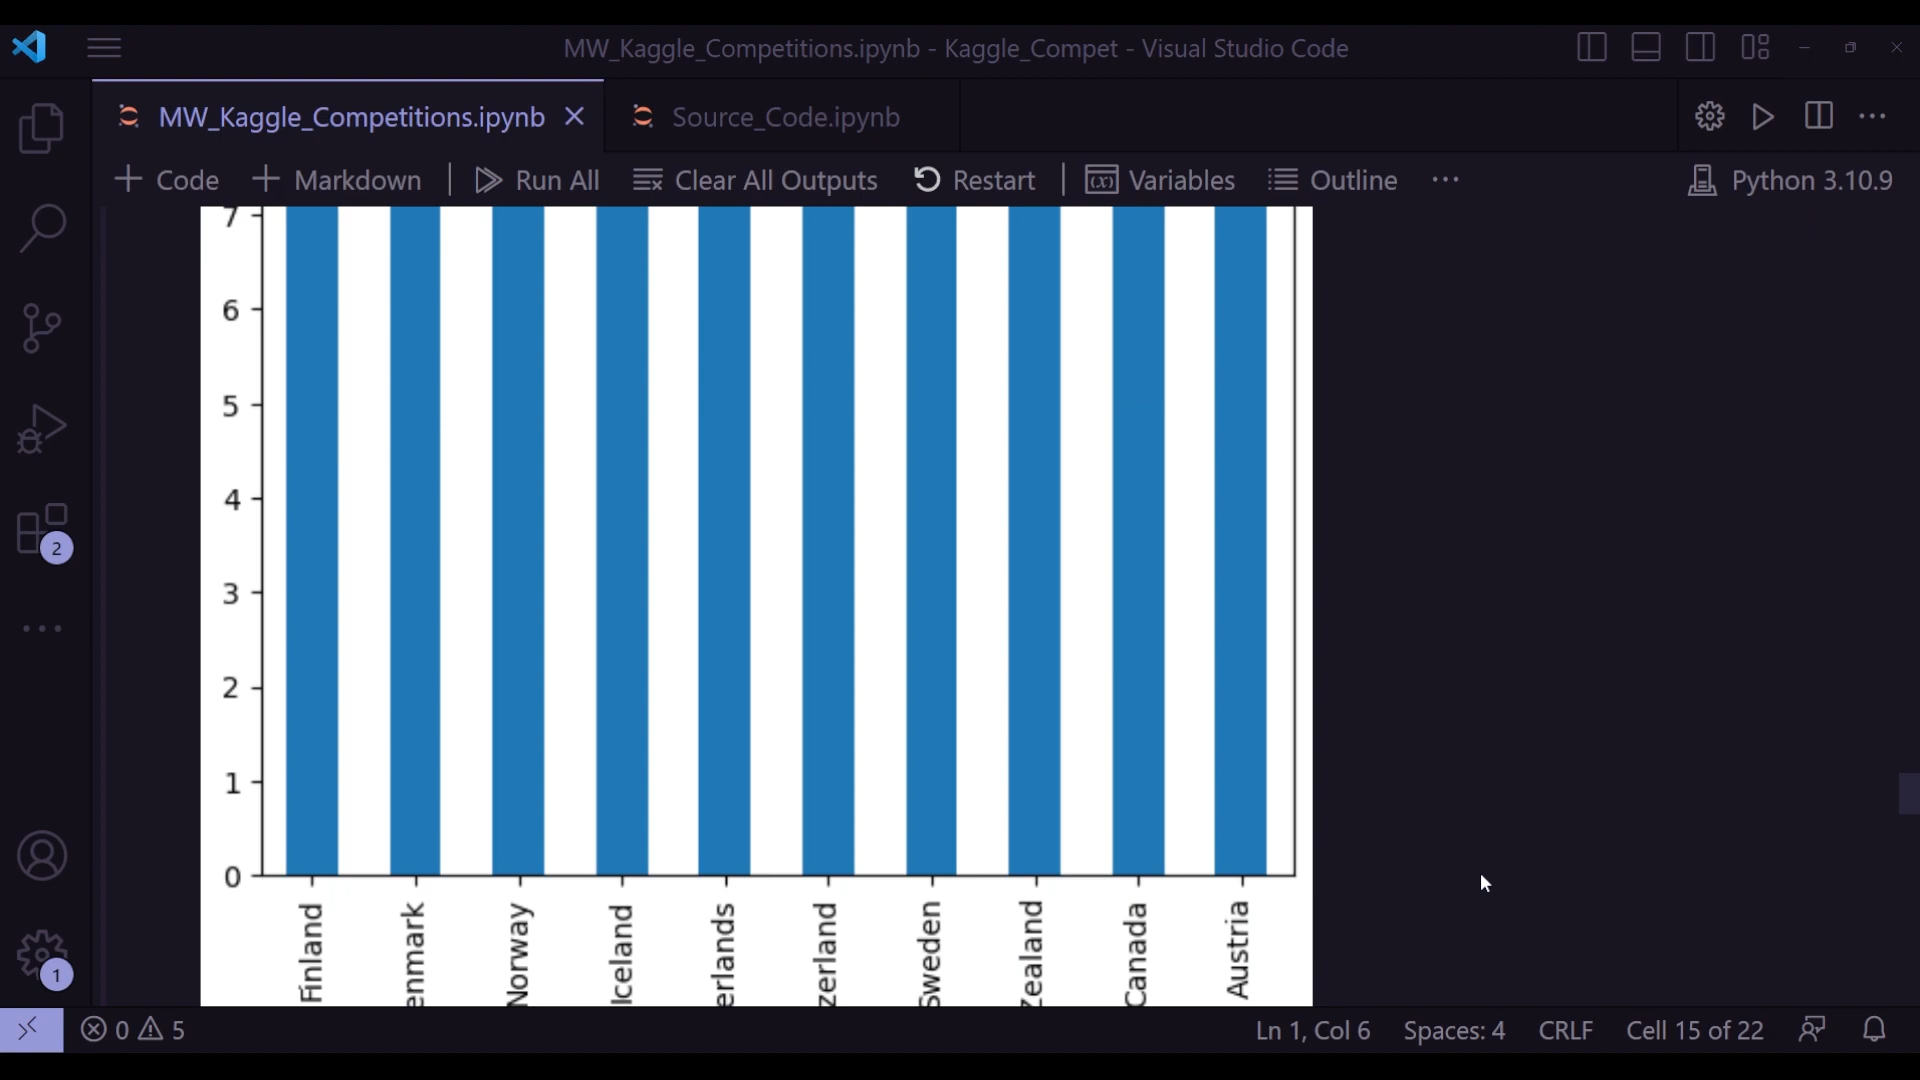 MW_Kaggle_Competitions.ipynb - Kaggle_Compet - Visual Studio Code
MW_Kaggle_Competitions.ipynb
Source_Code.ipynb
Code
Markdown
Run All
Clear All Outputs
Restart
Variables
Outline
Python 3.10.9
7
6
5
4
3
2
1
0
Finland
enmark
Norway
Iceland
erlands
zerland
Sweden
Zealand
Canada
Austria
2
1
0
5
Ln 1, Col 6
Spaces: 4
CRLF
Cell 15 of 22